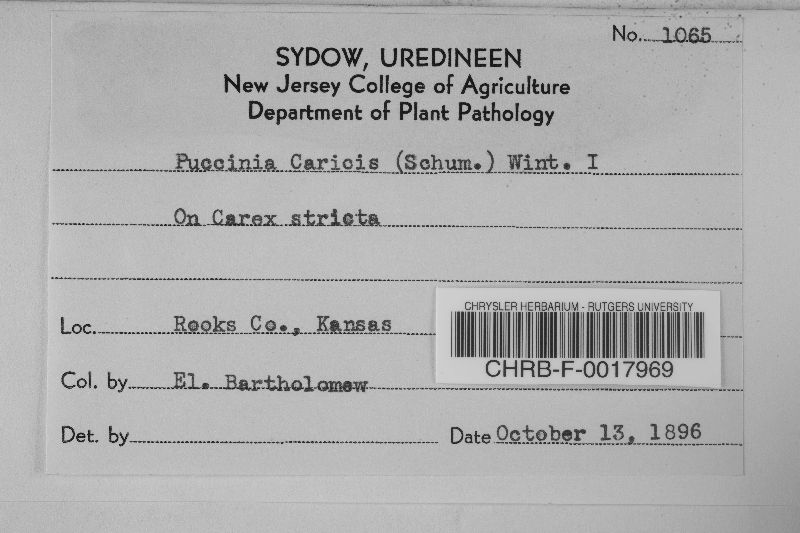 No. 1065
SYDOW, UREDINEEN
New Jersey College of Agriculture
Department of Plant Pathology
Puccinia Caricis (Schum.) Wint. I
On Carex stricta
CHRYSLER HERBARIUM - RUTGERS UNIVERSITY
CHRB-F-0017969
Loc. Rooks Co., Kansas
Col. by El. Bartholomew
Det. by
Date October 13, 1896